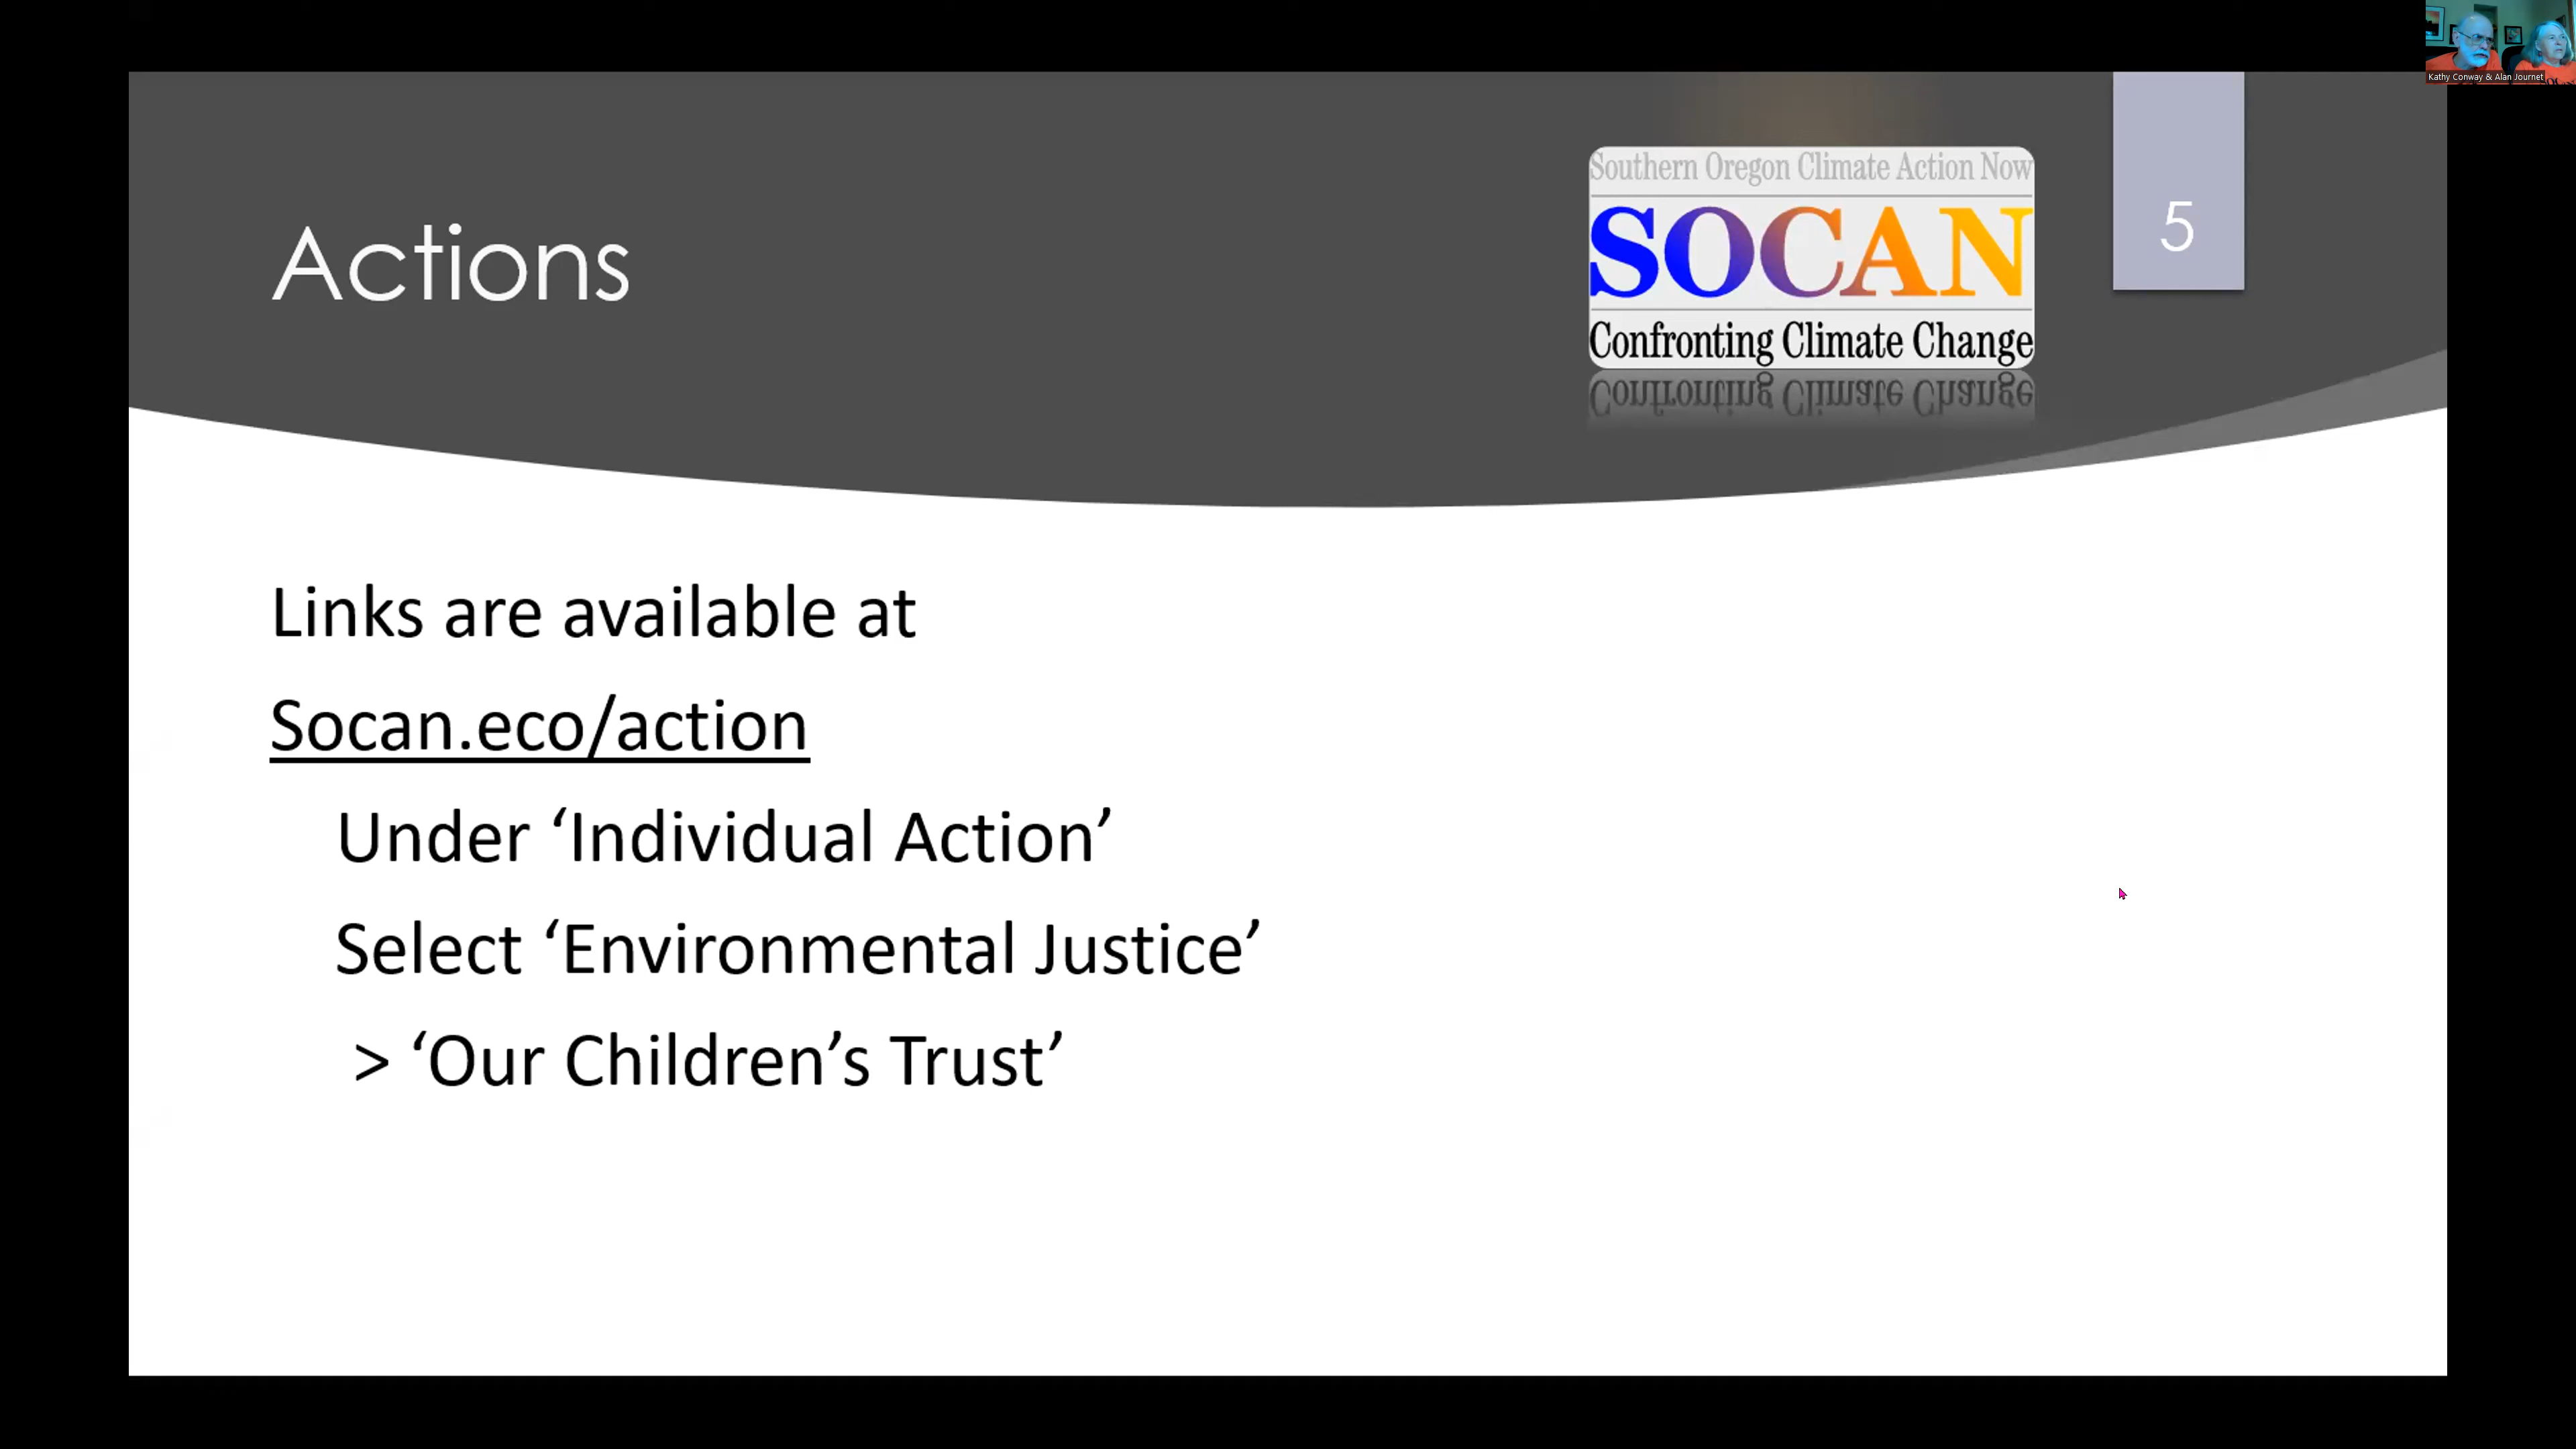 Kathy Conway & Alan Journet
Southern Oregon Climate Action Now
SOCAN
Confronting Climate Change
5
Actions
Links are available at
Socan.eco/action
Under ‘Individual Action’
Select ‘Environmental Justice’
> ‘Our Children’s Trust’